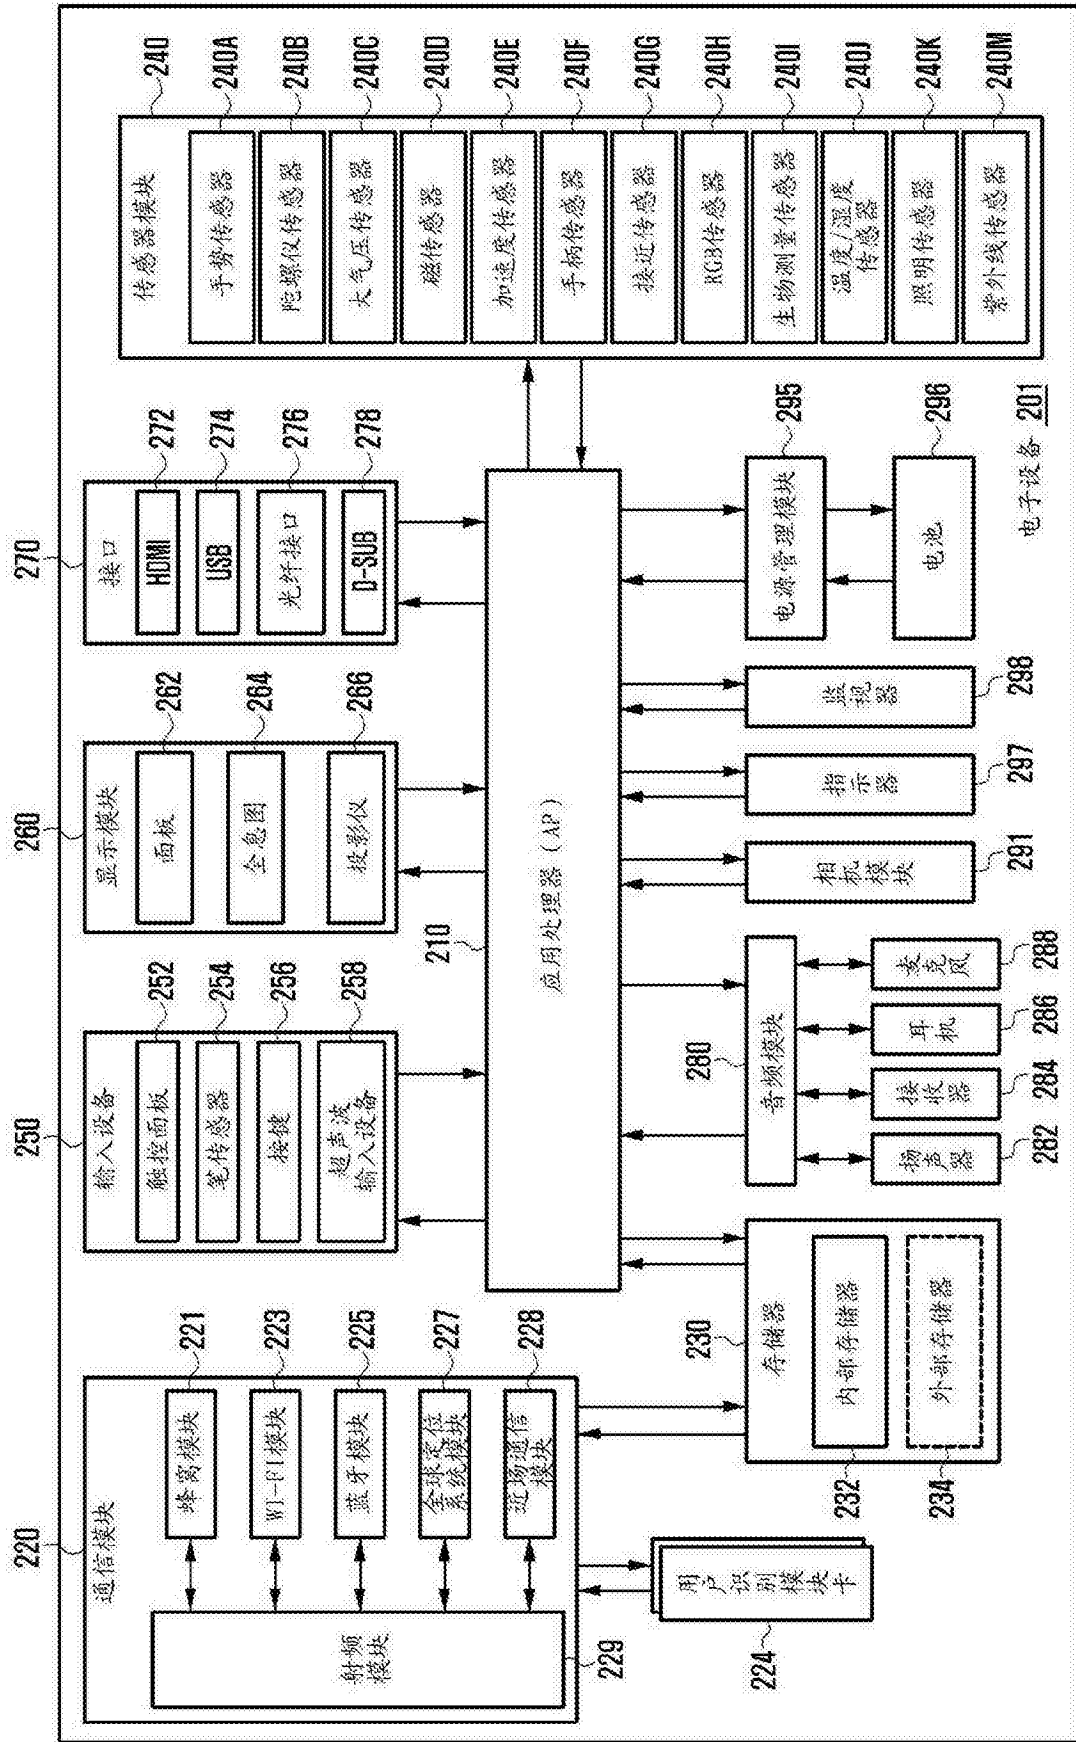 220
通信模块
射频
模块
229
蜂窝模块
221
WI-FI模块
223
蓝牙模块
225
全球定位
系统模块
227
近场通信
模块
228
用户识别模块卡
224
250
输入设备
触控面板
252
笔传感器
254
按键
256
超声波
输入设备
258
260
显示模块
面板
262
全息图
264
投影仪
266
270
接口
HDMI
272
USB
274
光纤接口
276
D-SUB
278
传感器模块
240
手势传感器
240A
陀螺仪传感器
240B
大气压传感器
240C
磁传感器
240D
加速度传感器
240E
手柄传感器
240F
接近传感器
240G
RGB传感器
240H
生物测量传感器
240I
温度/湿度
传感器
240J
照明传感器
240K
紫外线传感器
240M
210
应用处理器(AP)
230
存储器
内部存储器
232
外部存储器
234
280
音频模块
扬声器
282
接收器
284
耳机
286
麦克风
288
相机模块
291
指示器
297
监视器
298
电源管理模块
295
电池
296
电子设备 201